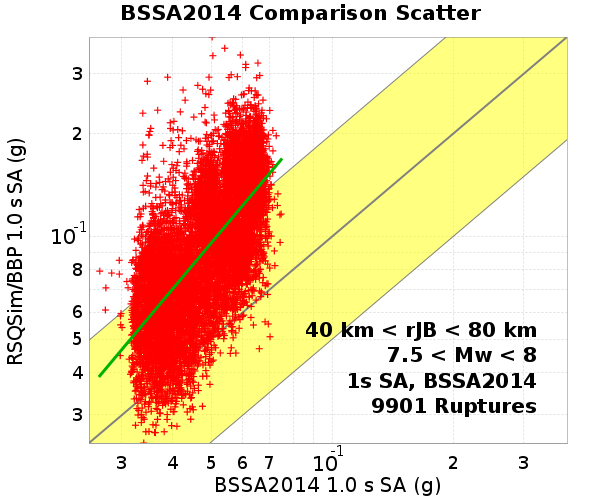 BSSA2014 Comparison Scatter
RSQSim/BBP 1.0 s SA (g)
3
2
10⁻¹
8
6
5
4
3
40 km < rJB < 80 km
7.5 < Mw < 8
1s SA, BSSA2014
9901 Ruptures
3 4 5 6 7 10⁻¹ 2 3
BSSA2014 1.0 s SA (g)